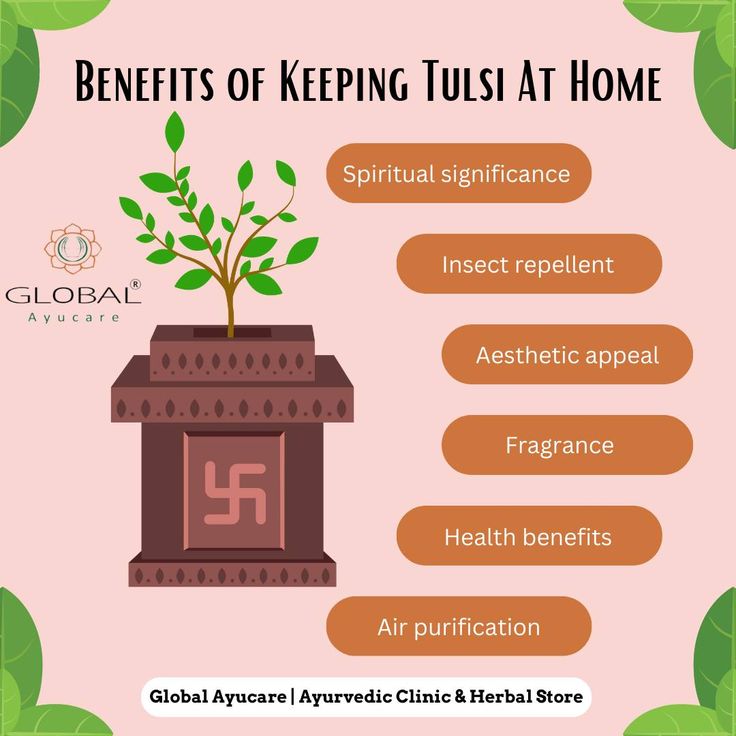 BENEFITS OF KEEPING TULSI AT HOME
Spiritual significance
Insect repellent
GLOBAL®
Ayucare
Aesthetic appeal
Fragrance
Health benefits
Air purification
Global Ayucare | Ayurvedic Clinic & Herbal Store